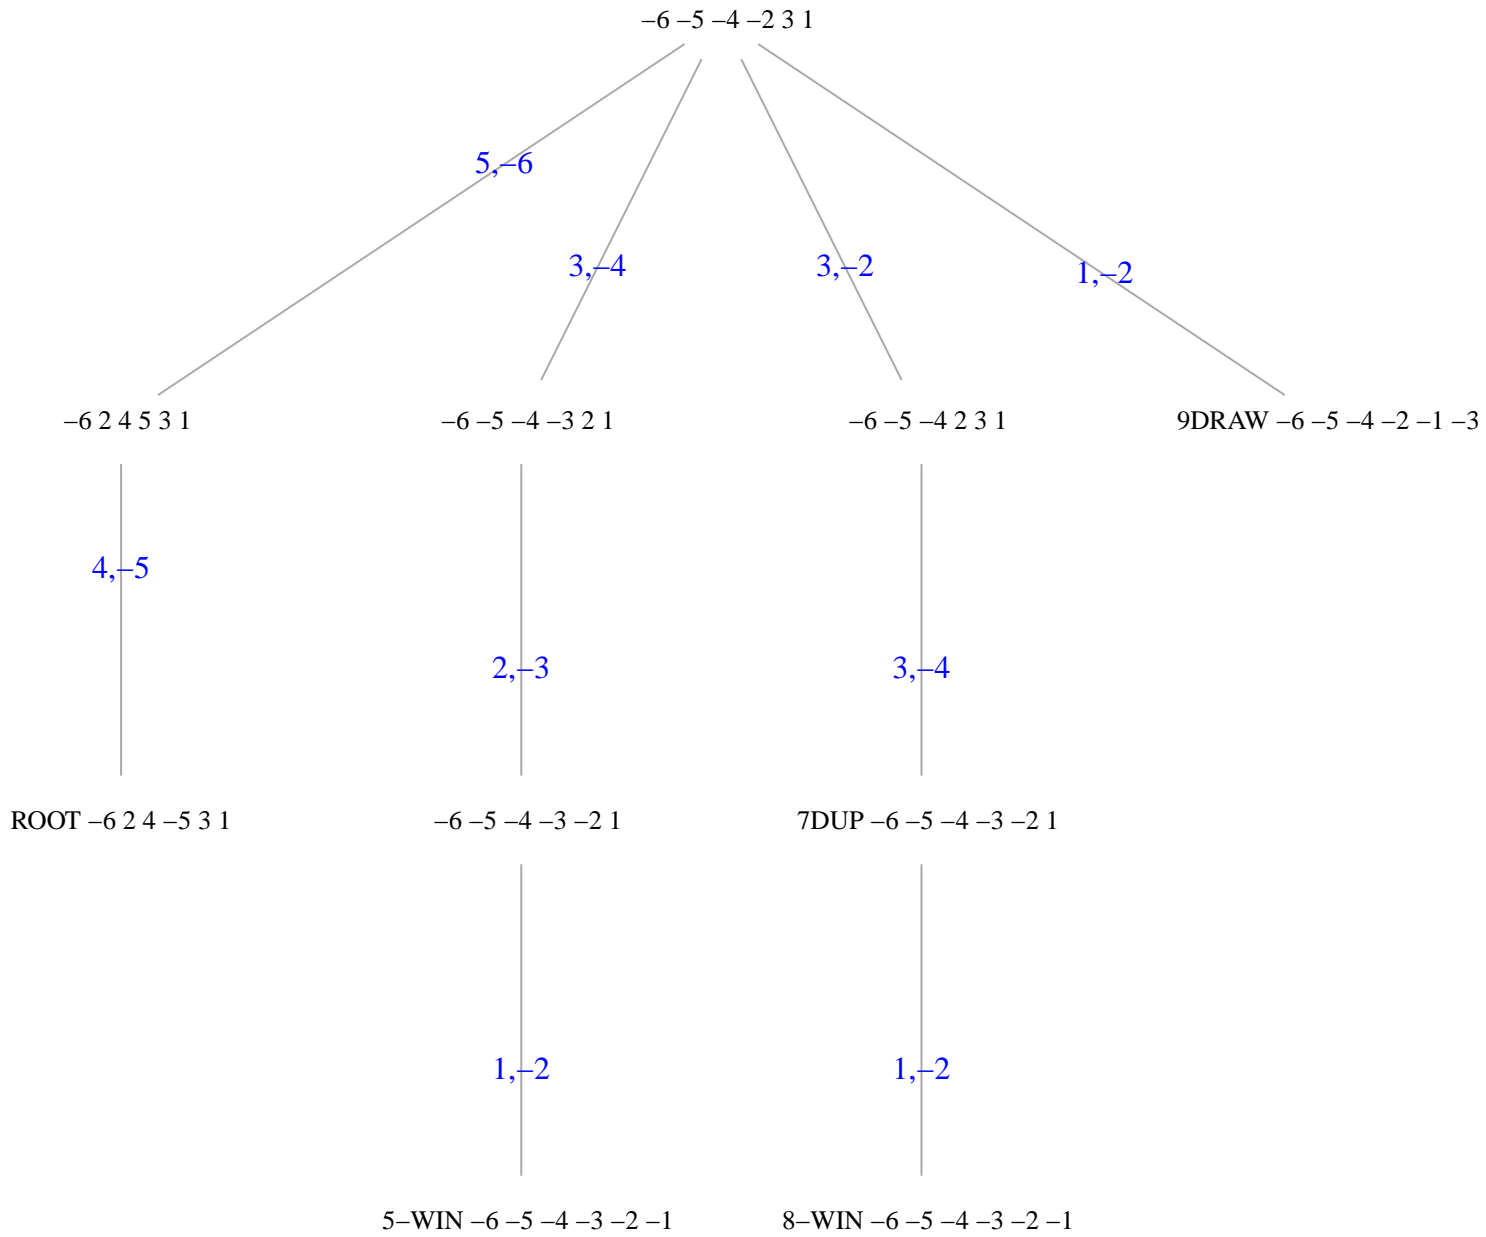 –6 –5 –4 –2 3 1
5,–6
3,–4
3,–2
1,–2
–6 2 4 5 3 1
–6 –5 –4 –3 2 1
–6 –5 –4 2 3 1
9DRAW –6 –5 –4 –2 –1 –3
4,–5
2,–3
3,–4
ROOT –6 2 4 –5 3 1
–6 –5 –4 –3 –2 1
7DUP –6 –5 –4 –3 –2 1
1,–2
1,–2
5–WIN –6 –5 –4 –3 –2 –1
8–WIN –6 –5 –4 –3 –2 –1